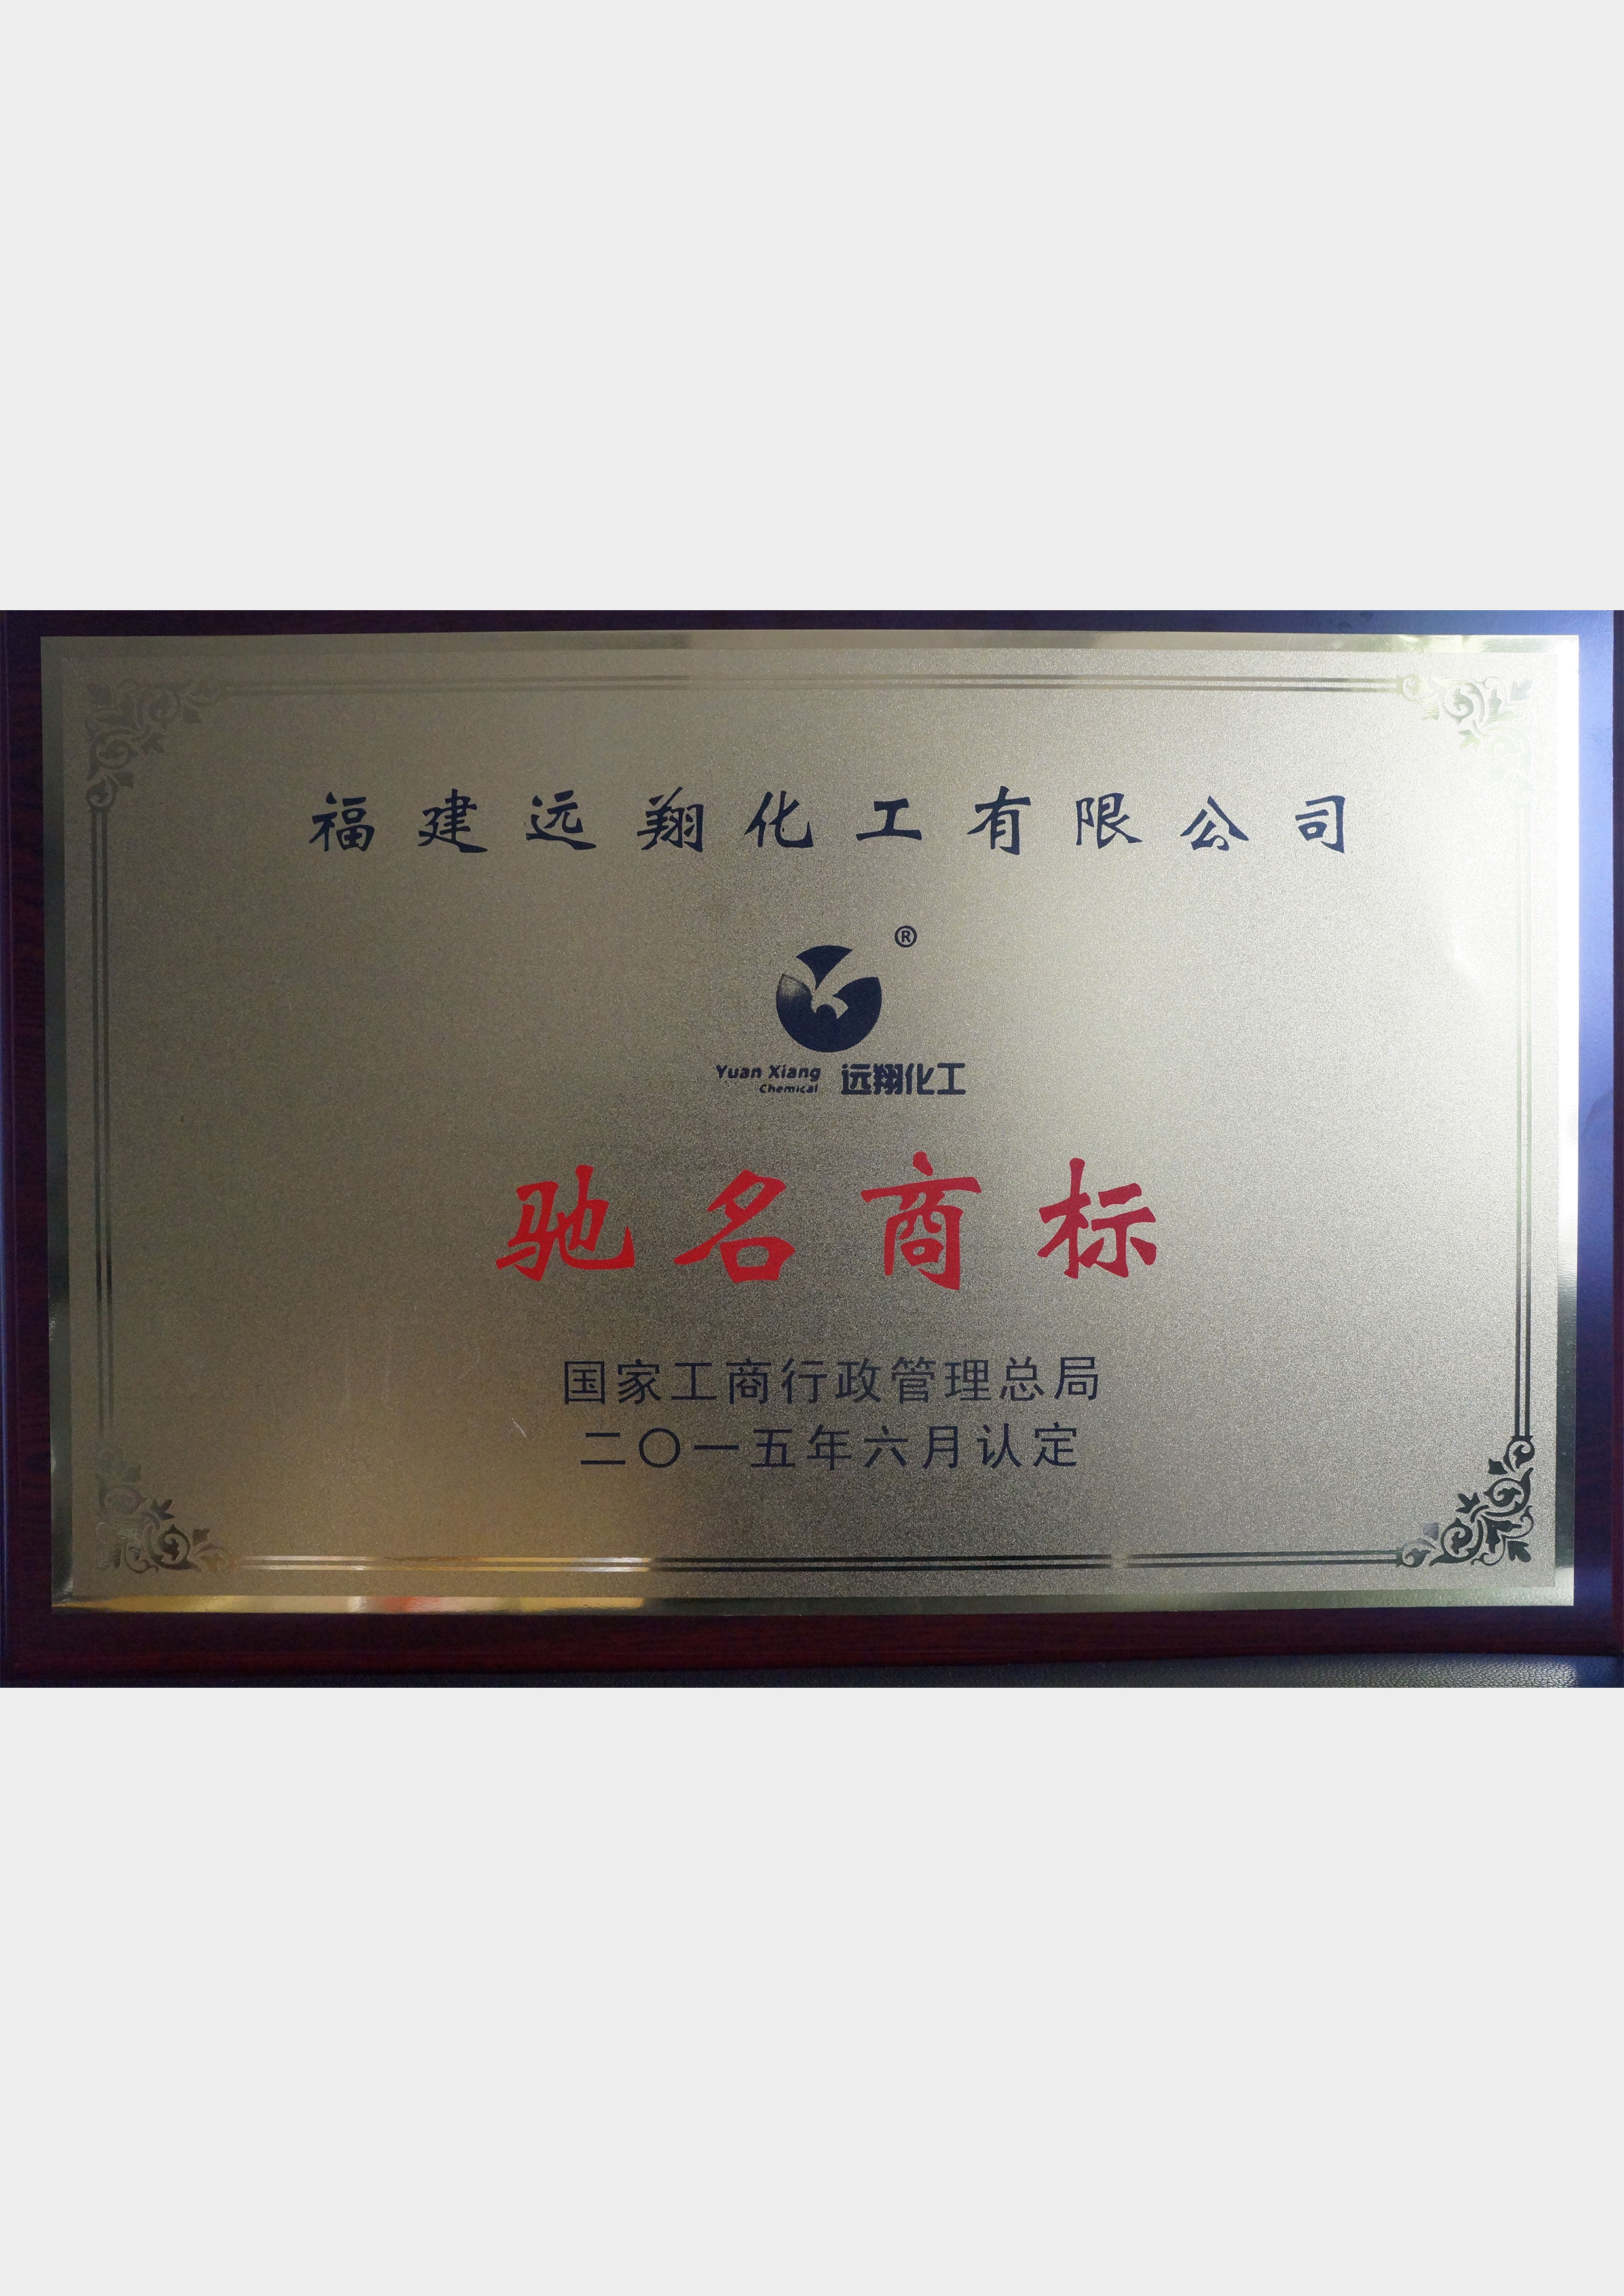 福建远翔化工有限公司
®
Yuan Xiang 远翔化工
Chemical
驰名商标
国家工商行政管理总局
二〇一五年六月认定